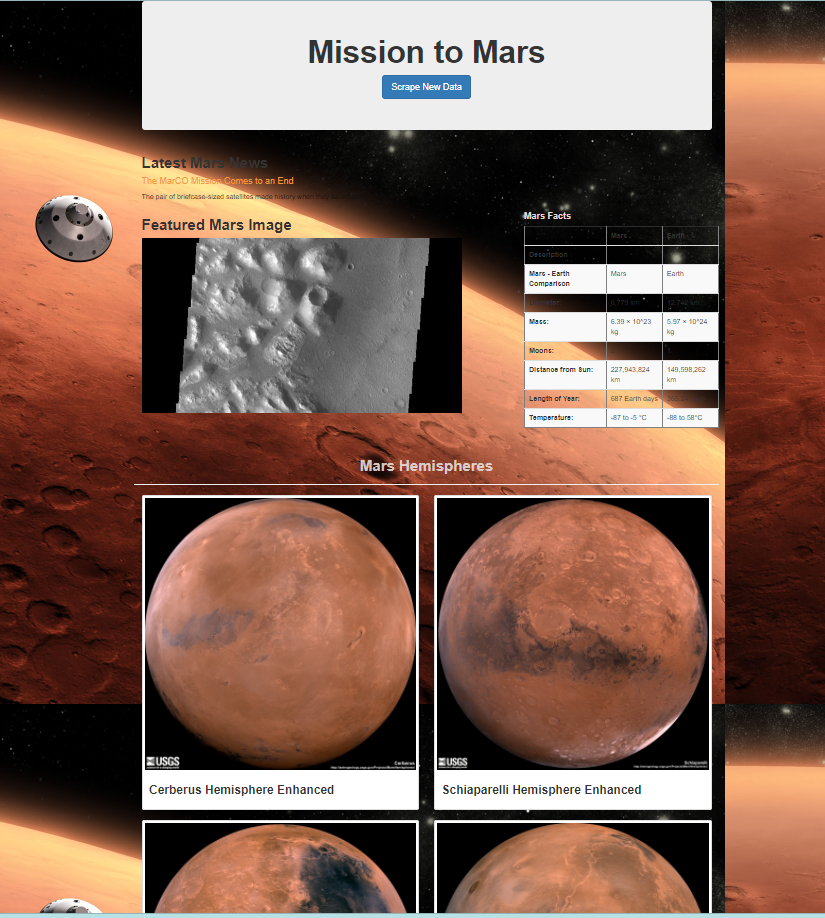 Mission to Mars
Scrape New Data
Latest Mars News
The MarCO Mission Comes to an End
The pair of briefcase-sized satellites made history when they
Featured Mars Image
Mars Facts
Mars Earth
Description
Mars - Earth Comparison Mars Earth
Diameter: 6,779 km 12,742 km
Mass: 6.39 × 10^23 kg 5.97 × 10^24 kg
Moons:
Distance from Sun: 227,943,824 km 149,598,262 km
Length of Year: 687 Earth days
Temperature: -87 to -5 °C -88 to 58°C
Mars Hemispheres
USGS
Cerberus
USGS
Schiaparelli
Cerberus Hemisphere Enhanced
Schiaparelli Hemisphere Enhanced